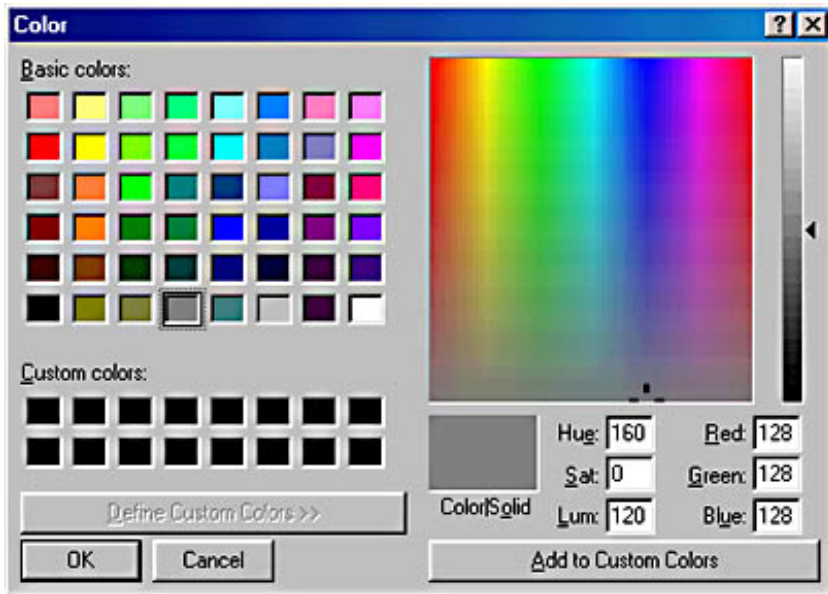 Color
Basic colors:
Custom colors:
Define Custom Colors >>
OK
Cancel
Color|Solid
Hue: 160
Sat: 0
Lum: 120
Red: 128
Green: 128
Blue: 128
Add to Custom Colors